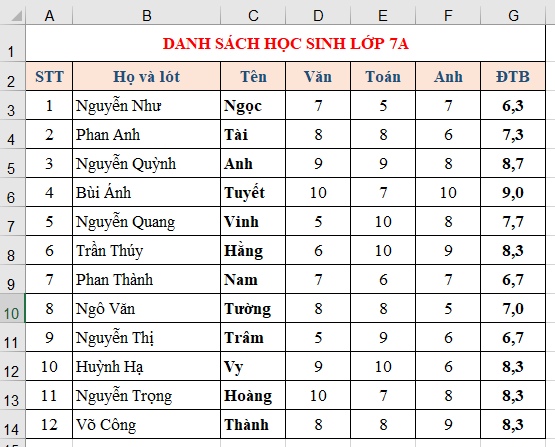 A B C D E F G
1 DANH SÁCH HỌC SINH LỚP 7A
2 STT Họ và lót Tên Văn Toán Anh ĐTB
3 1 Nguyễn Như Ngọc 7 5 7 6,3
4 2 Phan Anh Tài 8 8 6 7,3
5 3 Nguyễn Quỳnh Anh 9 9 8 8,7
6 4 Bùi Ánh Tuyết 10 7 10 9,0
7 5 Nguyễn Quang Vinh 5 10 8 7,7
8 6 Trần Thúy Hằng 6 10 9 8,3
9 7 Phan Thành Nam 7 6 7 6,7
10 8 Ngô Văn Tường 8 8 5 7,0
11 9 Nguyễn Thị Trâm 5 9 6 6,7
12 10 Huỳnh Hạ Vy 9 10 6 8,3
13 11 Nguyễn Trọng Hoàng 10 7 8 8,3
14 12 Võ Công Thành 8 8 9 8,3